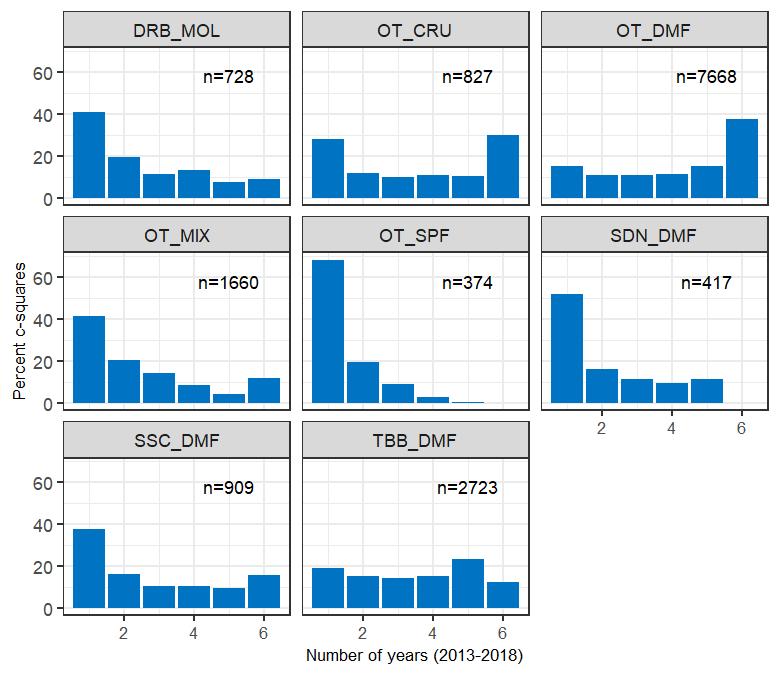 DRB_MOL OT_CRU OT_DMF
60 n=728 n=827 n=7668
40
20
0
OT_MIX OT_SPF SDN_DMF
60 n=1660 n=374 n=417
40
20
0
2 4 6
SSC_DMF TBB_DMF
60 n=909 n=2723
40
20
0
2 4 6 2 4 6
Number of years (2013-2018)
Percent c-squares